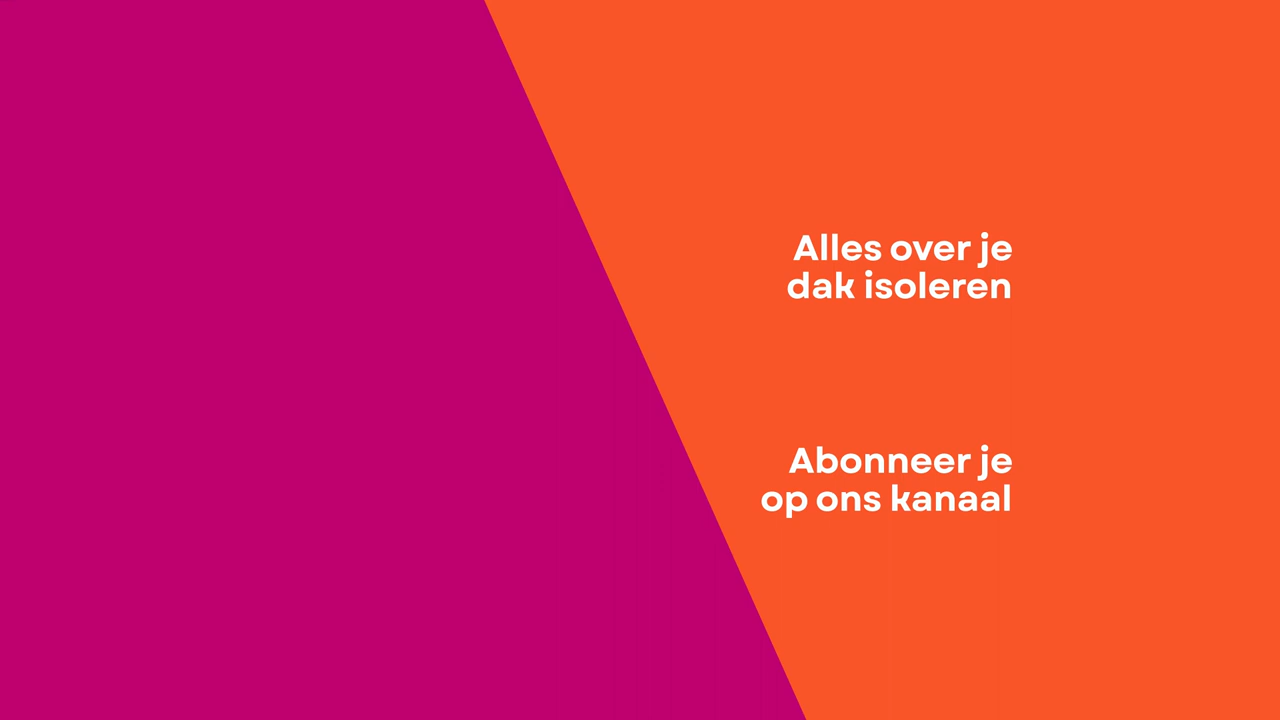 Alles over je
dak isoleren
Abonneer je
op ons kanaal